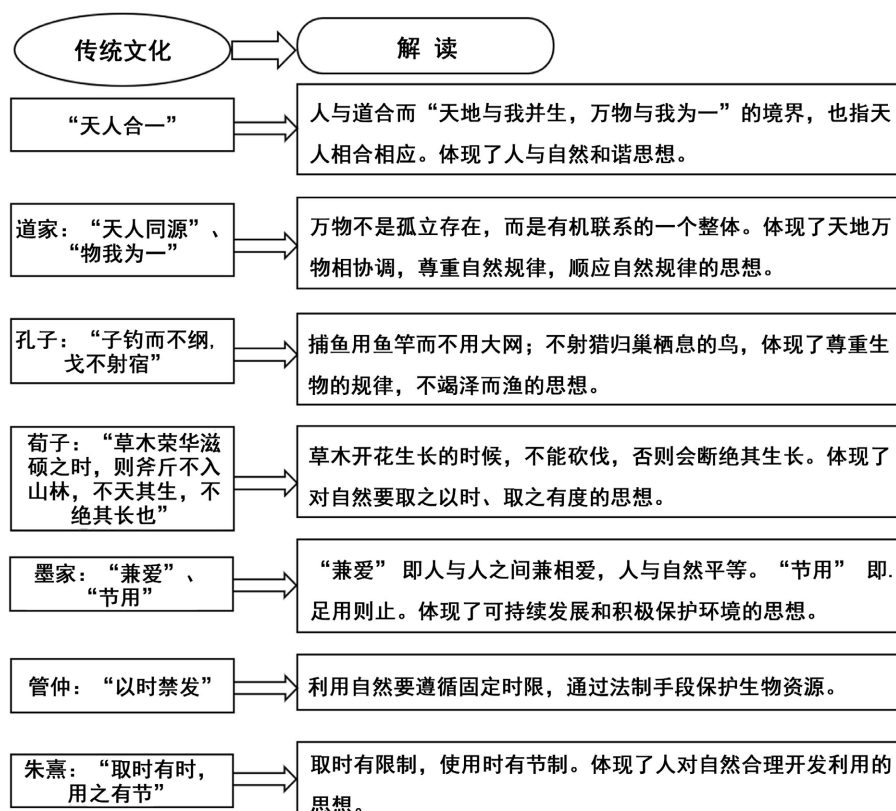 传统文化
解 读
“天人合一”
人与道合而“天地与我并生，万物与我为一”的境界，也指天
人相合相应。体现了人与自然和谐思想。
道家：“天人同源”、
“物我为一”
万物不是孤立存在，而是有机联系的一个整体。体现了天地万
物相协调，尊重自然规律，顺应自然规律的思想。
孔子：“子钓而不纲,
戈不射宿”
捕鱼用鱼竿而不用大网；不射猎归巢栖息的鸟，体现了尊重生
物的规律，不竭泽而渔的思想。
荀子：“草木荣华滋
硕之时，则斧斤不入
山林，不天其生，不
绝其长也”
草木开花生长的时候，不能砍伐，否则会断绝其生长。体现了
对自然要取之以时、取之有度的思想。
墨家：“兼爱”、
“节用”
“兼爱” 即人与人之间兼相爱，人与自然平等。“节用” 即.
足用则止。体现了可持续发展和积极保护环境的思想。
管仲：“以时禁发”
利用自然要遵循固定时限，通过法制手段保护生物资源。
朱熹：“取时有时，
用之有节”
取时有限制，使用时有节制。体现了人对自然合理开发利用的
思想。